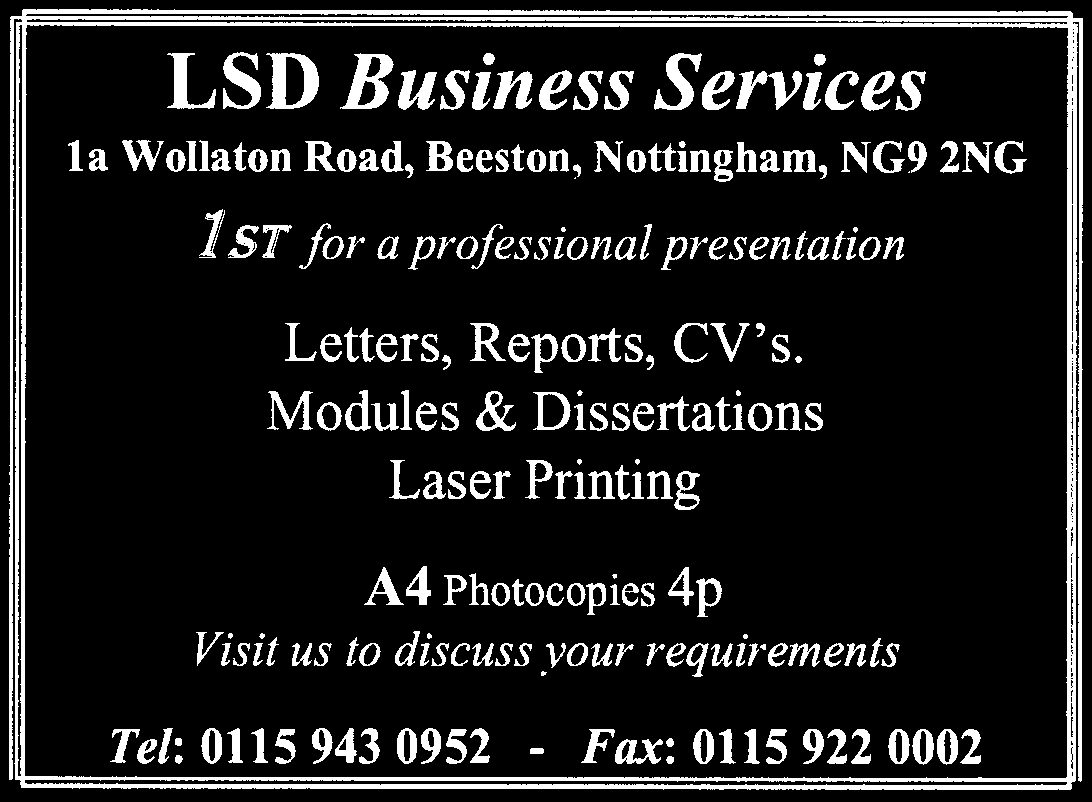 LSD Business Services
1a Wollaton Road, Beeston, Nottingham, NG9 2NG
1ST for a professional presentation
Letters, Reports, CV's.
Modules & Dissertations
Laser Printing
A4 Photocopies 4p
Visit us to discuss your requirements
Tel: 0115 943 0952 - Fax: 0115 922 0002